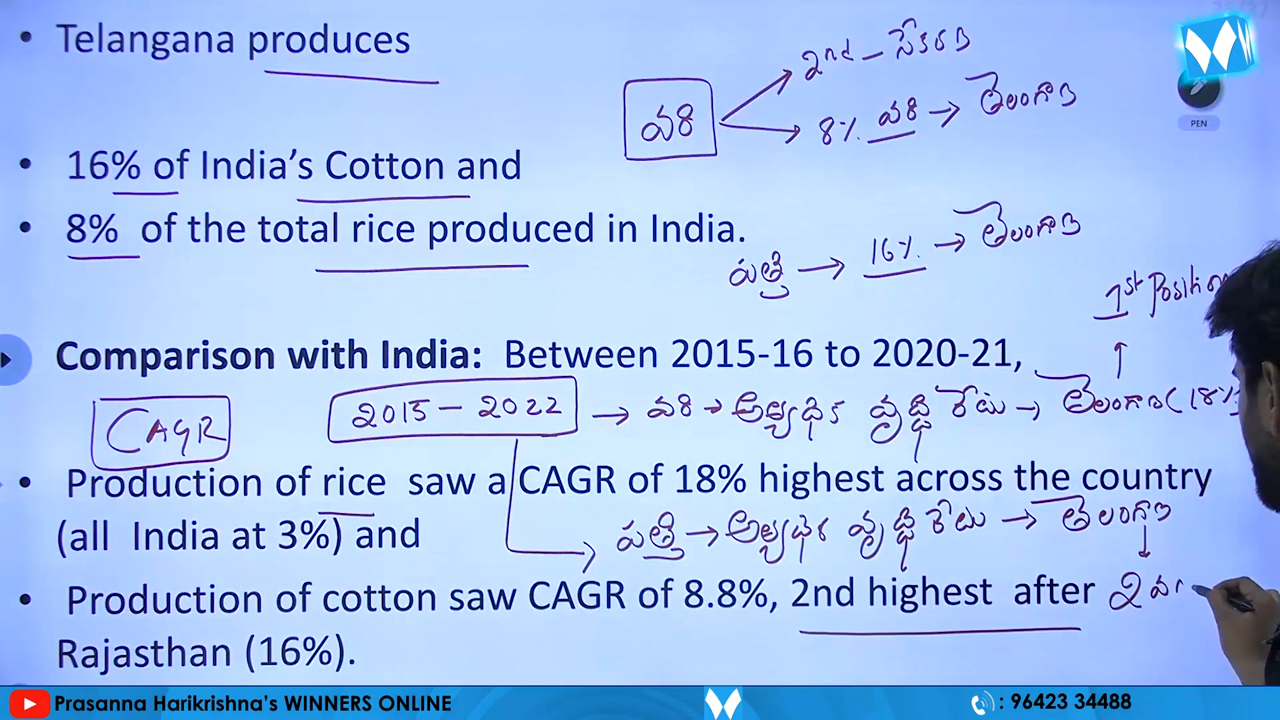 • Telangana produces
2nd – సేకరణ
వరి
8% వరి → తెలంగాణ
PEN
• 16% of India's Cotton and
• 8% of the total rice produced in India.
పత్తి → 16% → తెలంగాణ
1st Position
Comparison with India: Between 2015-16 to 2020-21,
CAGR
2015 – 2022 → వరి → అత్యధిక వృద్ధి రేటు → తెలంగాణ (18%)
• Production of rice saw a CAGR of 18% highest across the country
(all India at 3%) and
పత్తి → అత్యధిక వృద్ధి రేటు → తెలంగాణ
• Production of cotton saw CAGR of 8.8%, 2nd highest after
2వ
Rajasthan (16%).
Prasanna Harikrishna's WINNERS ONLINE
: 96423 34488